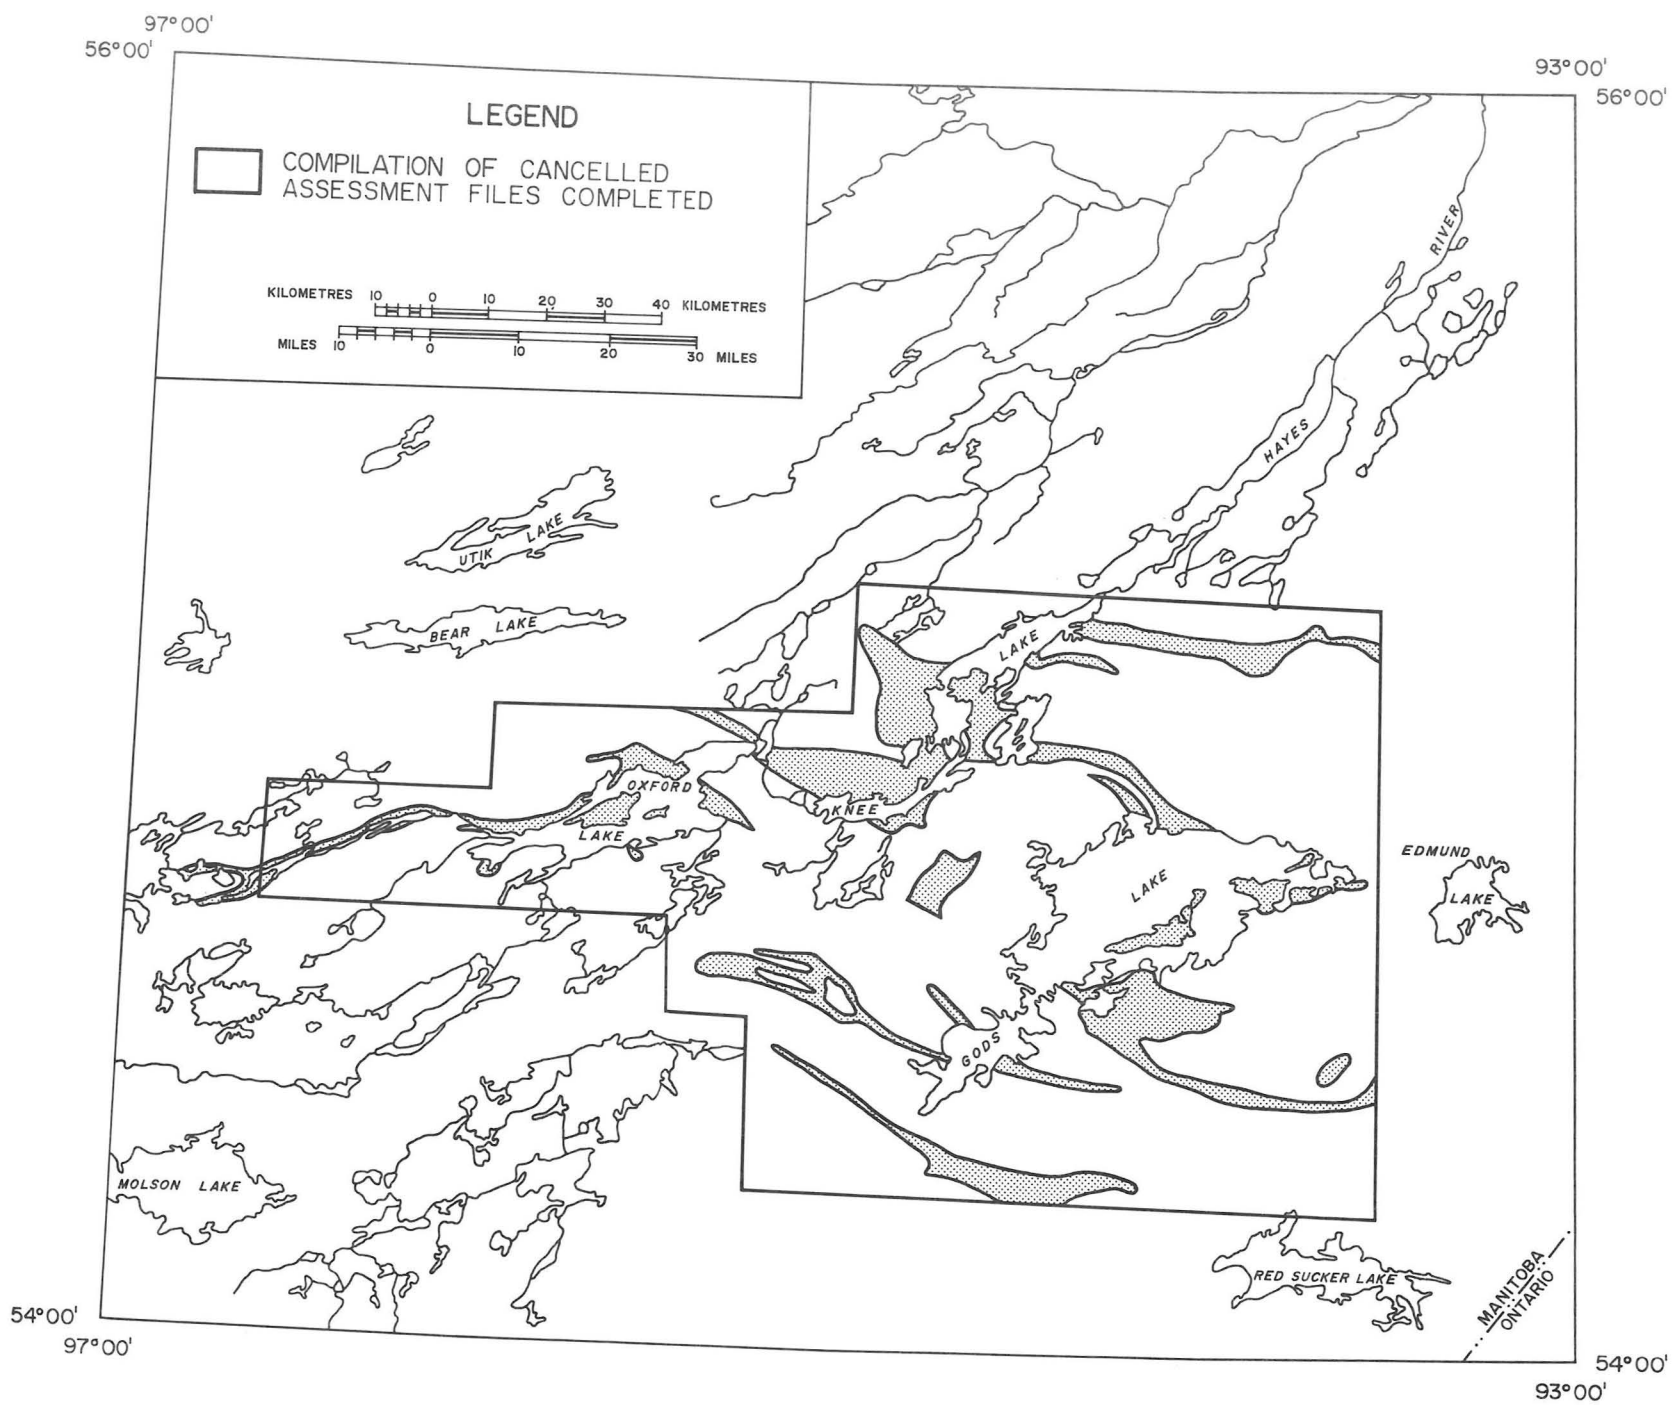 97°00'
56°00'
93°00'
56°00'
LEGEND
COMPILATION OF CANCELLED
ASSESSMENT FILES COMPLETED
KILOMETRES 10 0 10 20 30 40 KILOMETRES
MILES 10 0 10 20 30 MILES
RIVER
HAYES
UTIK LAKE
BEAR LAKE
LAKE
OXFORD
LAKE
KNEE
EDMUND
LAKE
LAKE
GODS
MOLSON LAKE
RED SUCKER LAKE
MANITOBA
ONTARIO
54°00'
97°00'
54°00'
93°00'